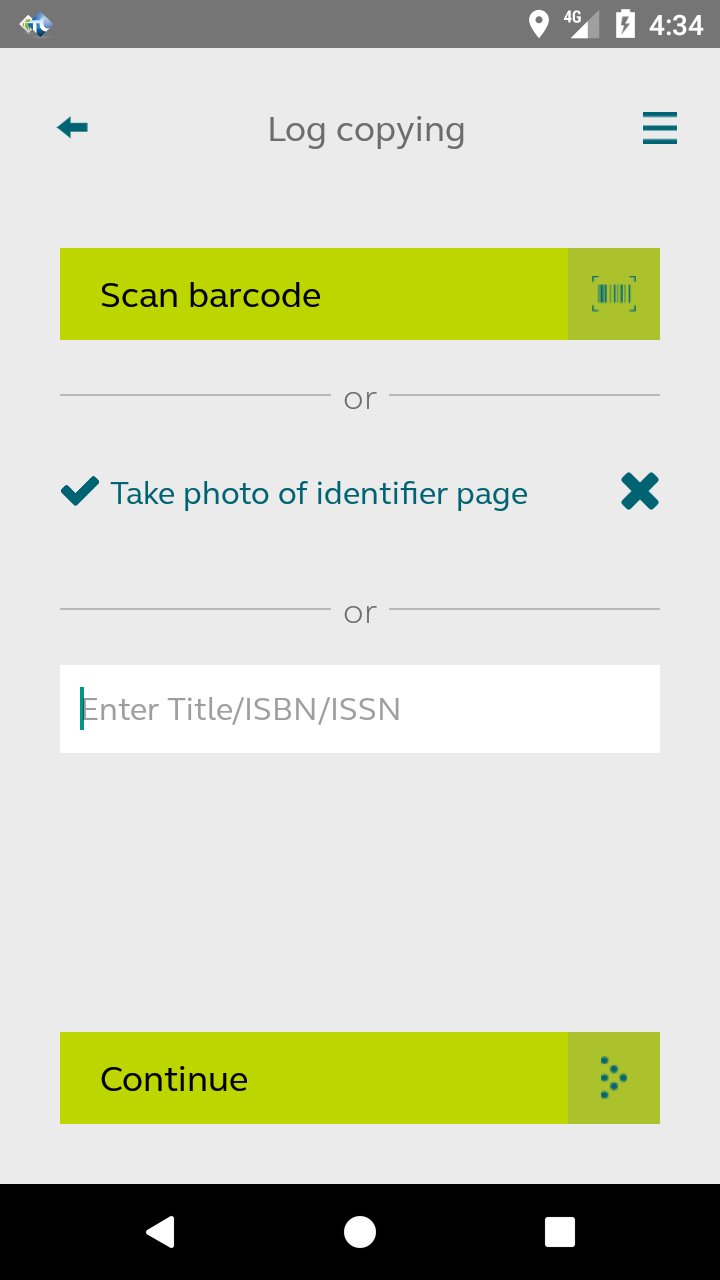 4G 4:34
Log copying
Scan barcode
or
Take photo of identifier page
or
Enter Title/ISBN/ISSN
Continue